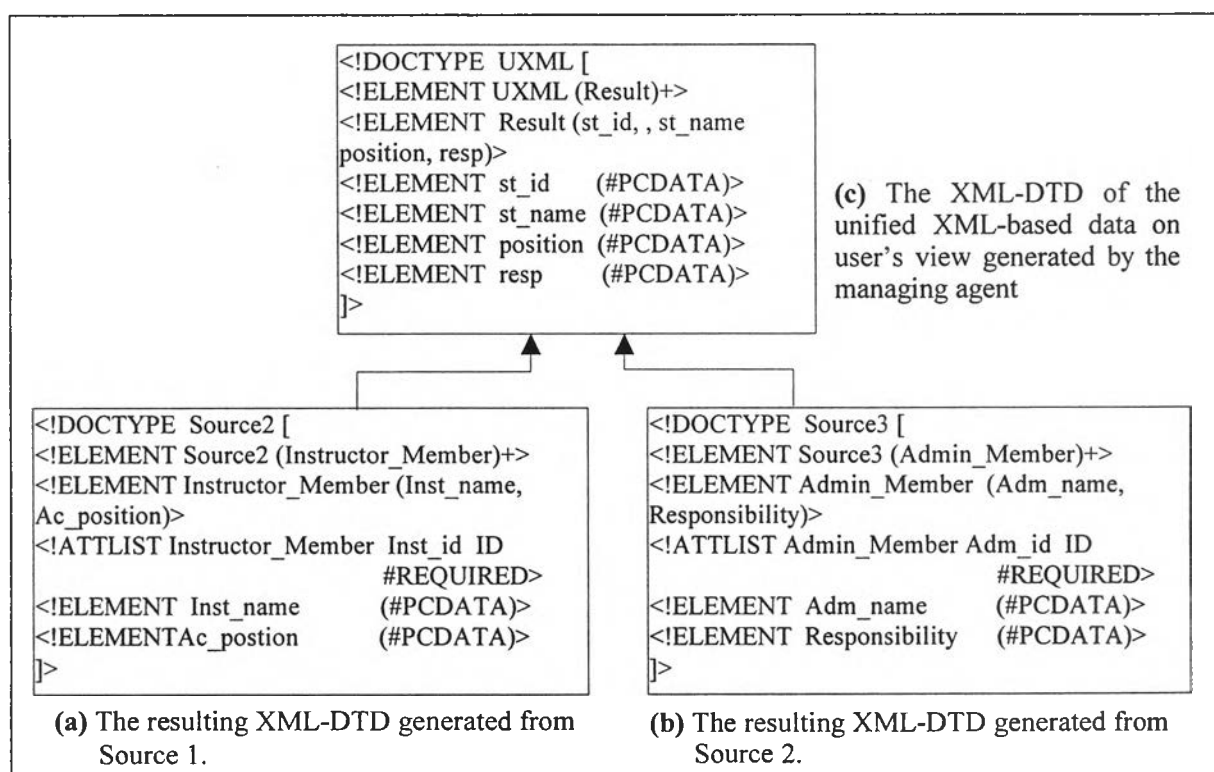 <!DOCTYPE UXML [
<!ELEMENT UXML (Result)+>
<!ELEMENT Result (st_id, , st_name
position, resp)>
<!ELEMENT st_id (#PCDATA)>
<!ELEMENT st_name (#PCDATA)>
<!ELEMENT position (#PCDATA)>
<!ELEMENT resp (#PCDATA)>
]>
(c) The XML-DTD of the
unified XML-based data on
user's view generated by the
managing agent
<!DOCTYPE Source2 [
<!ELEMENT Source2 (Instructor_Member)+>
<!ELEMENT Instructor_Member (Inst_name,
Ac_position)>
<!ATTLIST Instructor_Member Inst_id ID
#REQUIRED>
<!ELEMENT Inst_name (#PCDATA)>
<!ELEMENTAc_postion (#PCDATA)>
]>
(a) The resulting XML-DTD generated from
Source 1.
<!DOCTYPE Source3 [
<!ELEMENT Source3 (Admin_Member)+>
<!ELEMENT Admin_Member (Adm_name,
Responsibility)>
<!ATTLIST Admin_Member Adm_id ID
#REQUIRED>
<!ELEMENT Adm_name (#PCDATA)>
<!ELEMENT Responsibility (#PCDATA)>
]>
(b) The resulting XML-DTD generated from
Source 2.